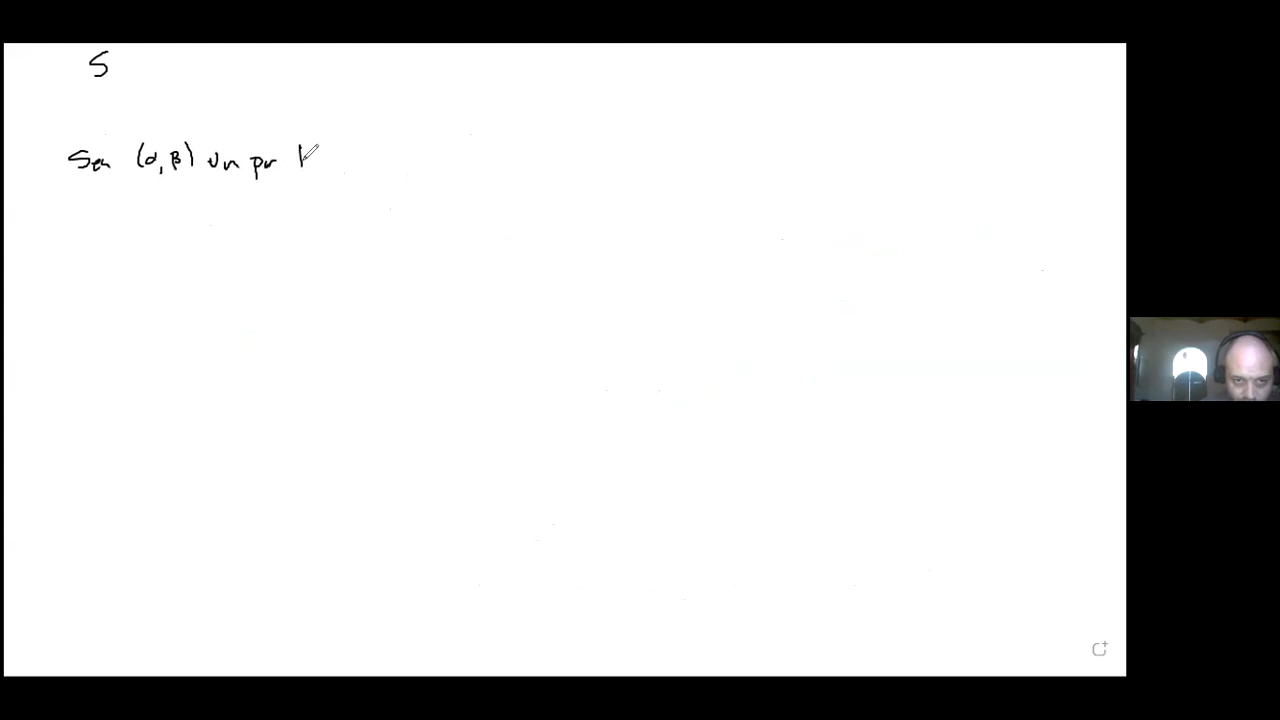 S
Sea (α, β) un par